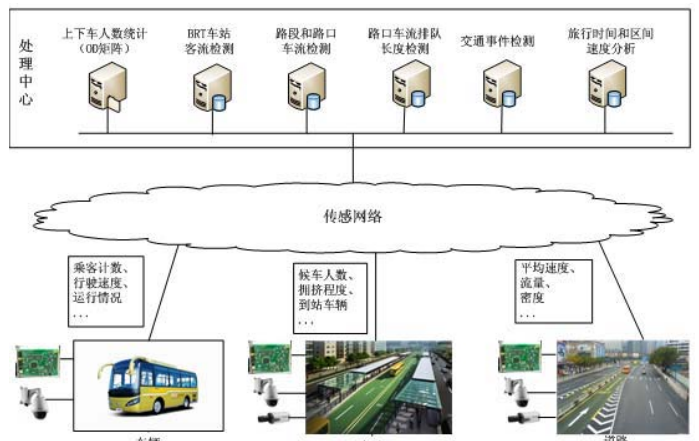 处
理
中
心
上下车人数统计
（OD矩阵）
BRT车站
客流检测
路段和路口
车流检测
路口车流排队
长度检测
交通事件检测
旅行时间和区间
速度分析
传感网络
乘客计数、
行驶速度、
运行情况
...
候车人数、
拥挤程度、
到站车辆
...
平均速度、
流量、
密度
...
车辆
道路